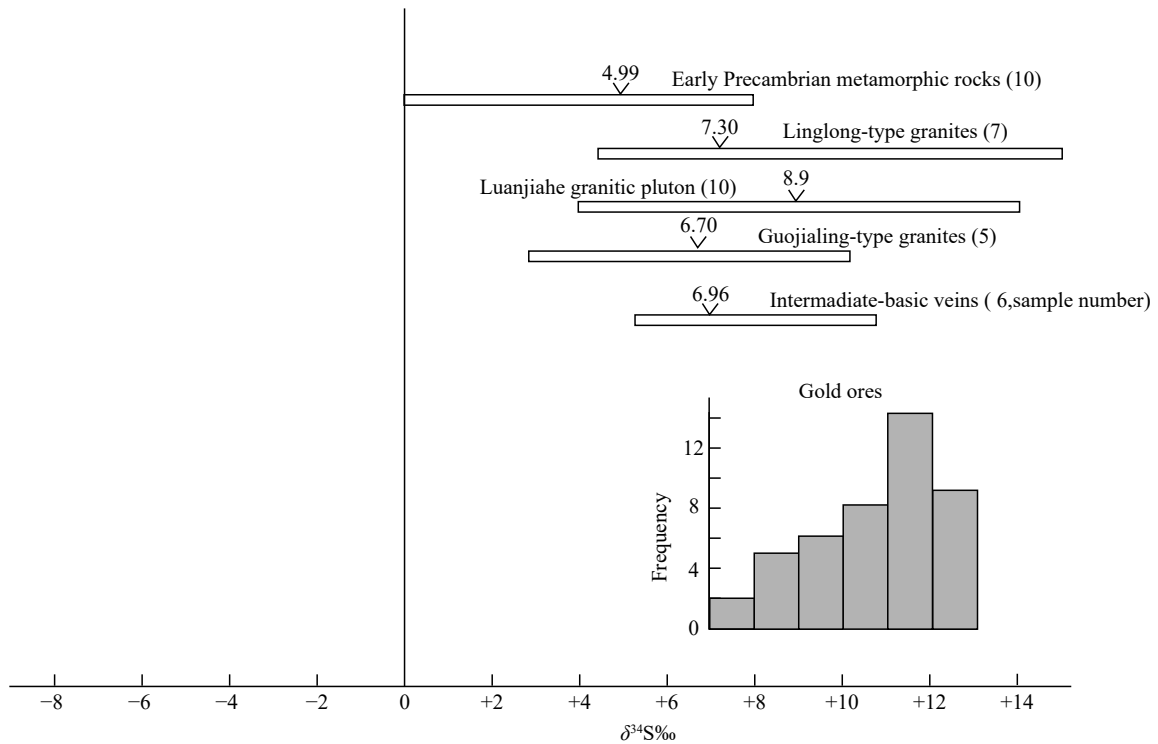 4.99
Early Precambrian metamorphic rocks (10)
7.30
Linglong-type granites (7)
8.9
Luanjiahe granitic pluton (10)
6.70
Guojialing-type granites (5)
6.96
Intermadiate-basic veins ( 6,sample number)
Gold ores
12
8
4
0
Frequency
−8 −6 −4 −2 0 +2 +4 +6 +8 +10 +12 +14
δ³⁴S‰